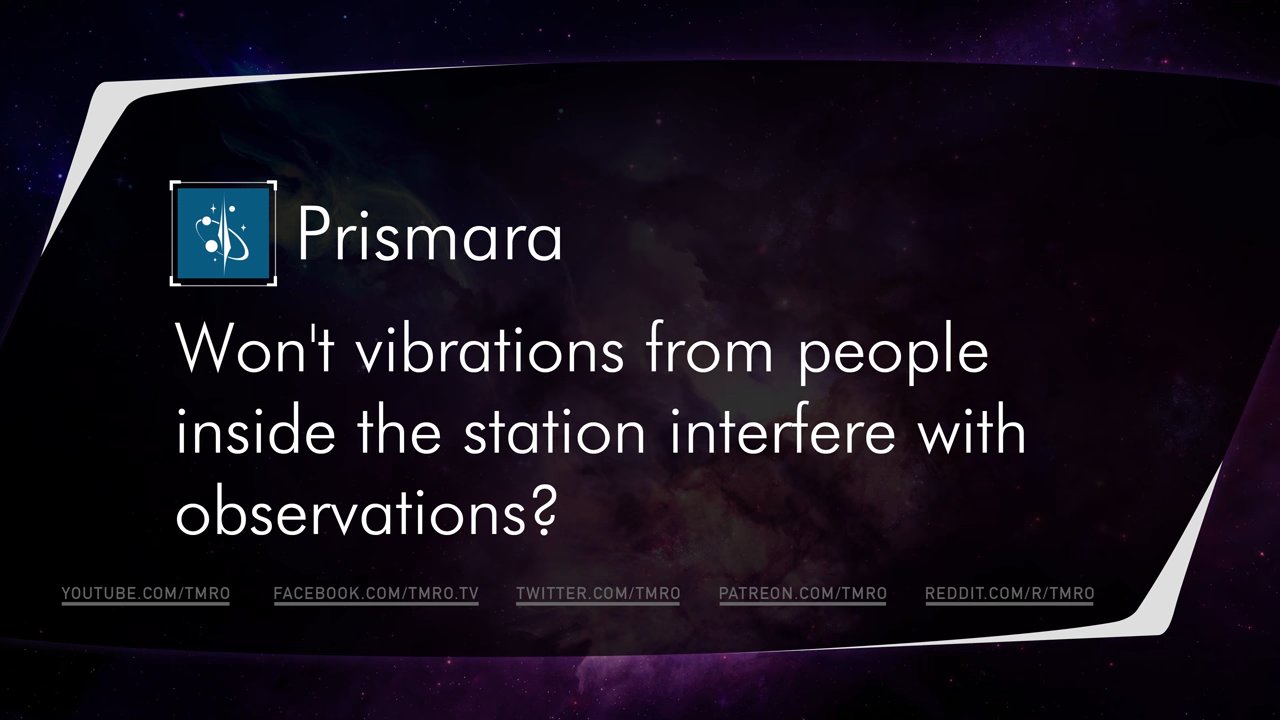 Prismara
Won't vibrations from people
inside the station interfere with
observations?
YOUTUBE.COM/TMRO FACEBOOK.COM/TMRO.TV TWITTER.COM/TMRO PATREON.COM/TMRO REDDIT.COM/R/TMRO